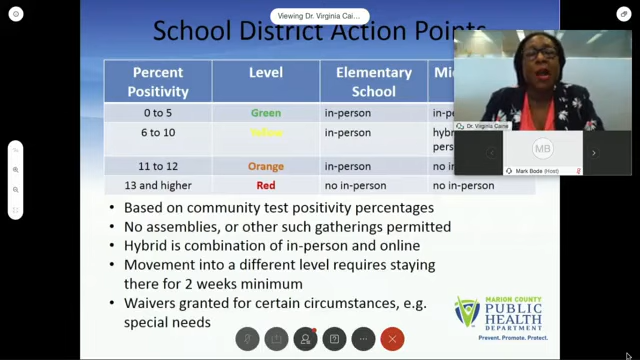 Viewing Dr. Virginia Cai...
School District Action Points
Percent Positivity
Level
Elementary School
0 to 5
Green
in-person
6 to 10
Yellow
in-person
11 to 12
Orange
in-person
no in
13 and higher
Red
no in-person
no in-person
Dr. Virginia Caine
MB
Mark Bode (Host)
• Based on community test positivity percentages
• No assemblies, or other such gatherings permitted
• Hybrid is combination of in-person and online
• Movement into a different level requires staying
there for 2 weeks minimum
• Waivers granted for certain circumstances, e.g.
special needs
MARION COUNTY
PUBLIC
HEALTH
DEPARTMENT
Prevent. Promote. Protect.